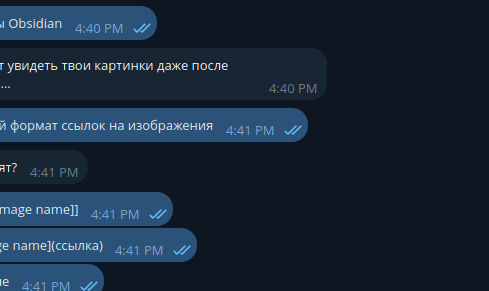 ы Obsidian 4:40 PM
т увидеть твои картинки даже после
... 4:40 PM
й формат ссылок на изображения 4:41 PM
ят? 4:41 PM
mage name]] 4:41 PM
ge name](ссылка) 4:41 PM
4:41 PM